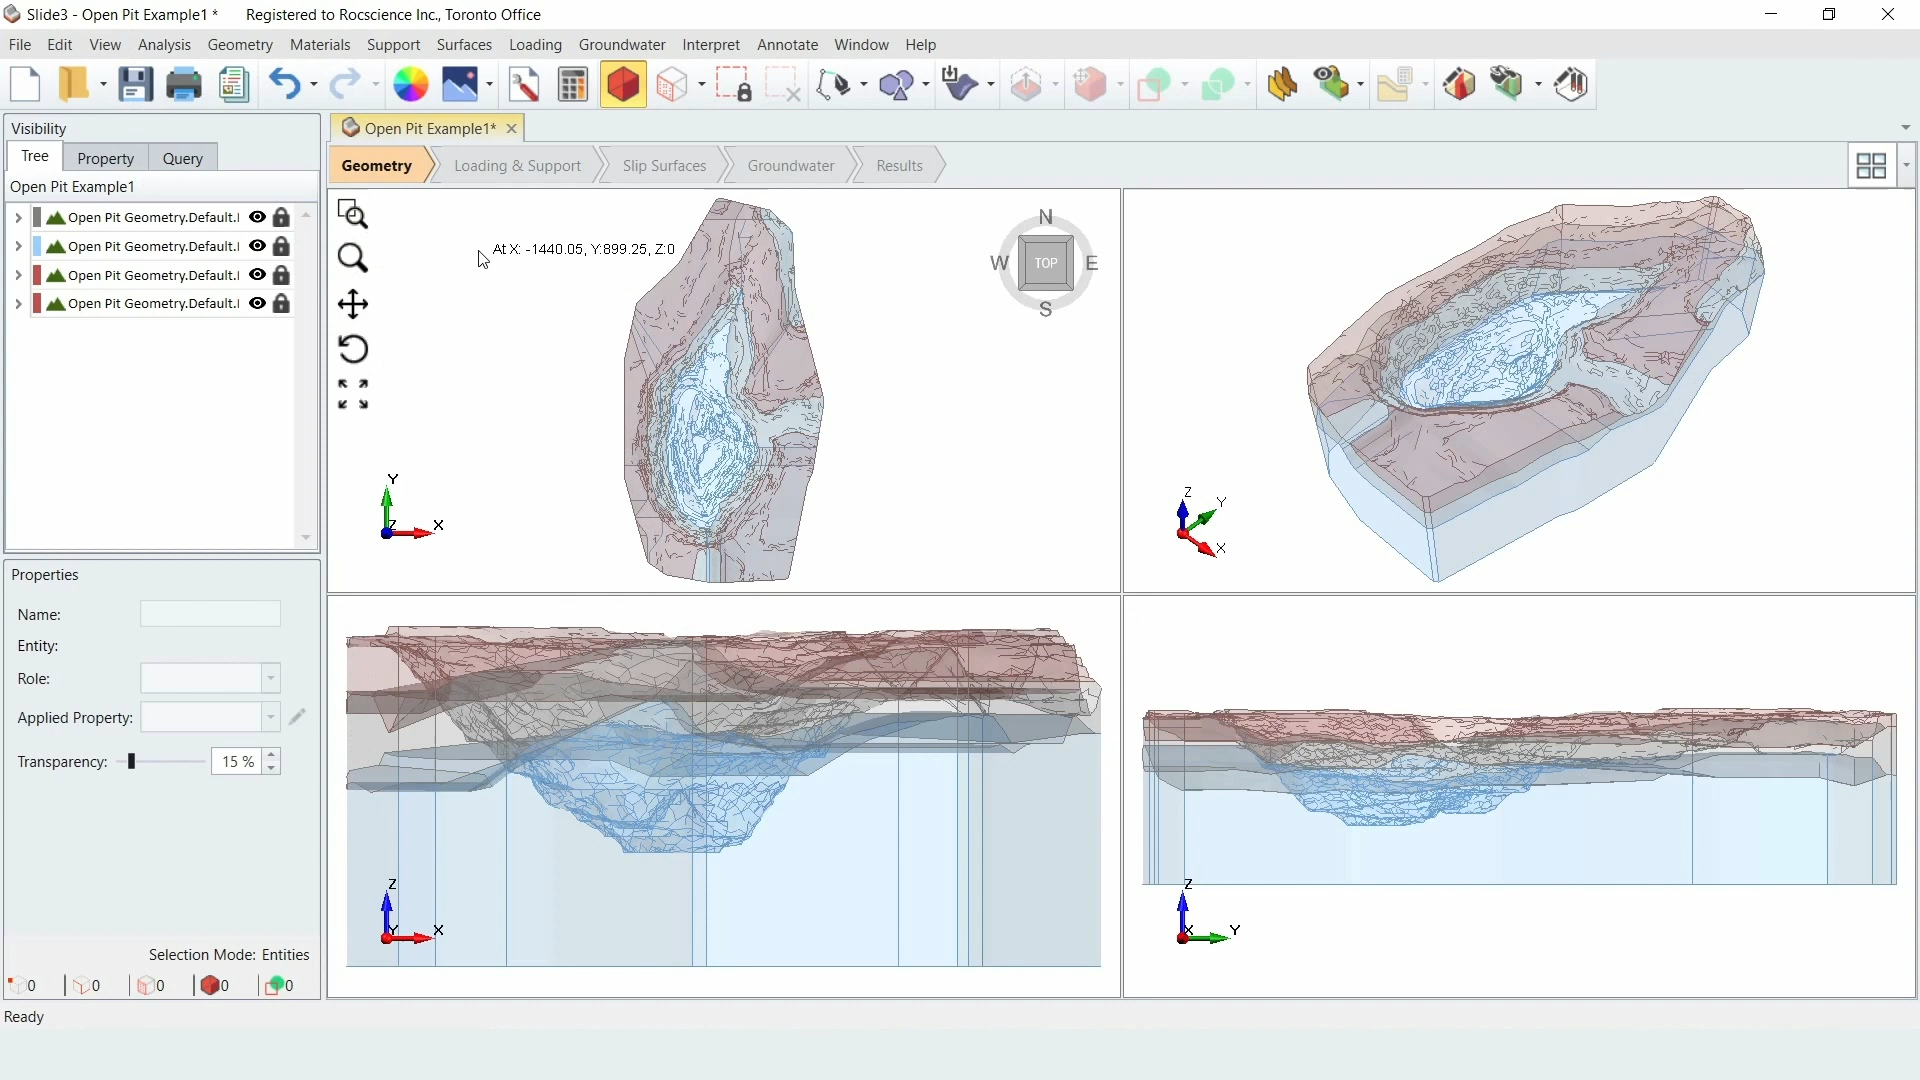 Slide3 - Open Pit Example1 * Registered to Rocscience Inc., Toronto Office
File Edit View Analysis Geometry Materials Support Surfaces Loading Groundwater Interpret Annotate Window Help
Visibility
Tree Property Query
Open Pit Example1
Open Pit Geometry.Default.
Open Pit Geometry.Default.
Open Pit Geometry.Default.
Open Pit Geometry.Default.
Properties
Name:
Entity:
Role:
Applied Property:
Transparency: 15 %
Selection Mode: Entities
0 0 0 0 0
Ready
Open Pit Example1*
Geometry Loading & Support Slip Surfaces Groundwater Results
At X: -1440.05, Y:899.25, Z:0
N
W TOP E
S
Y
Z X
Z
Y
X
Z
Y X
Z
X Y